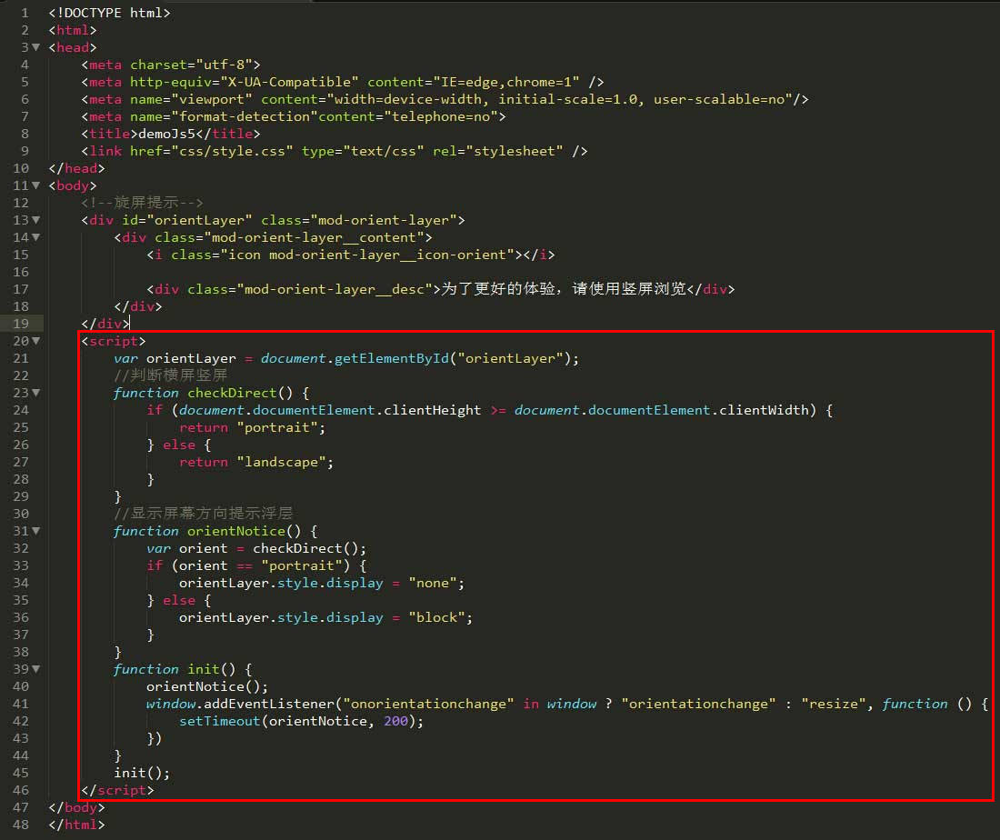 1 <!DOCTYPE html>
2 <html>
3 <head>
4     <meta charset="utf-8">
5     <meta http-equiv="X-UA-Compatible" content="IE=edge,chrome=1" />
6     <meta name="viewport" content="width=device-width, initial-scale=1.0, user-scalable=no"/>
7     <meta name="format-detection"content="telephone=no">
8     <title>demoJs5</title>
9     <link href="css/style.css" type="text/css" rel="stylesheet" />
10 </head>
11 <body>
12     <!--旋屏提示-->
13     <div id="orientLayer" class="mod-orient-layer">
14         <div class="mod-orient-layer__content">
15             <i class="icon mod-orient-layer__icon-orient"></i>
16
17             <div class="mod-orient-layer__desc">为了更好的体验，请使用竖屏浏览</div>
18         </div>
19     </div>
20     <script>
21         var orientLayer = document.getElementById("orientLayer");
22         //判断横屏竖屏
23         function checkDirect() {
24             if (document.documentElement.clientHeight >= document.documentElement.clientWidth) {
25                 return "portrait";
26             } else {
27                 return "landscape";
28             }
29         }
30         //显示屏幕方向提示浮层
31         function orientNotice() {
32             var orient = checkDirect();
33             if (orient == "portrait") {
34                 orientLayer.style.display = "none";
35             } else {
36                 orientLayer.style.display = "block";
37             }
38         }
39         function init() {
40             orientNotice();
41             window.addEventListener("onorientationchange" in window ? "orientationchange" : "resize", function () {
42                 setTimeout(orientNotice, 200);
43             })
44         }
45         init();
46     </script>
47 </body>
48 </html>